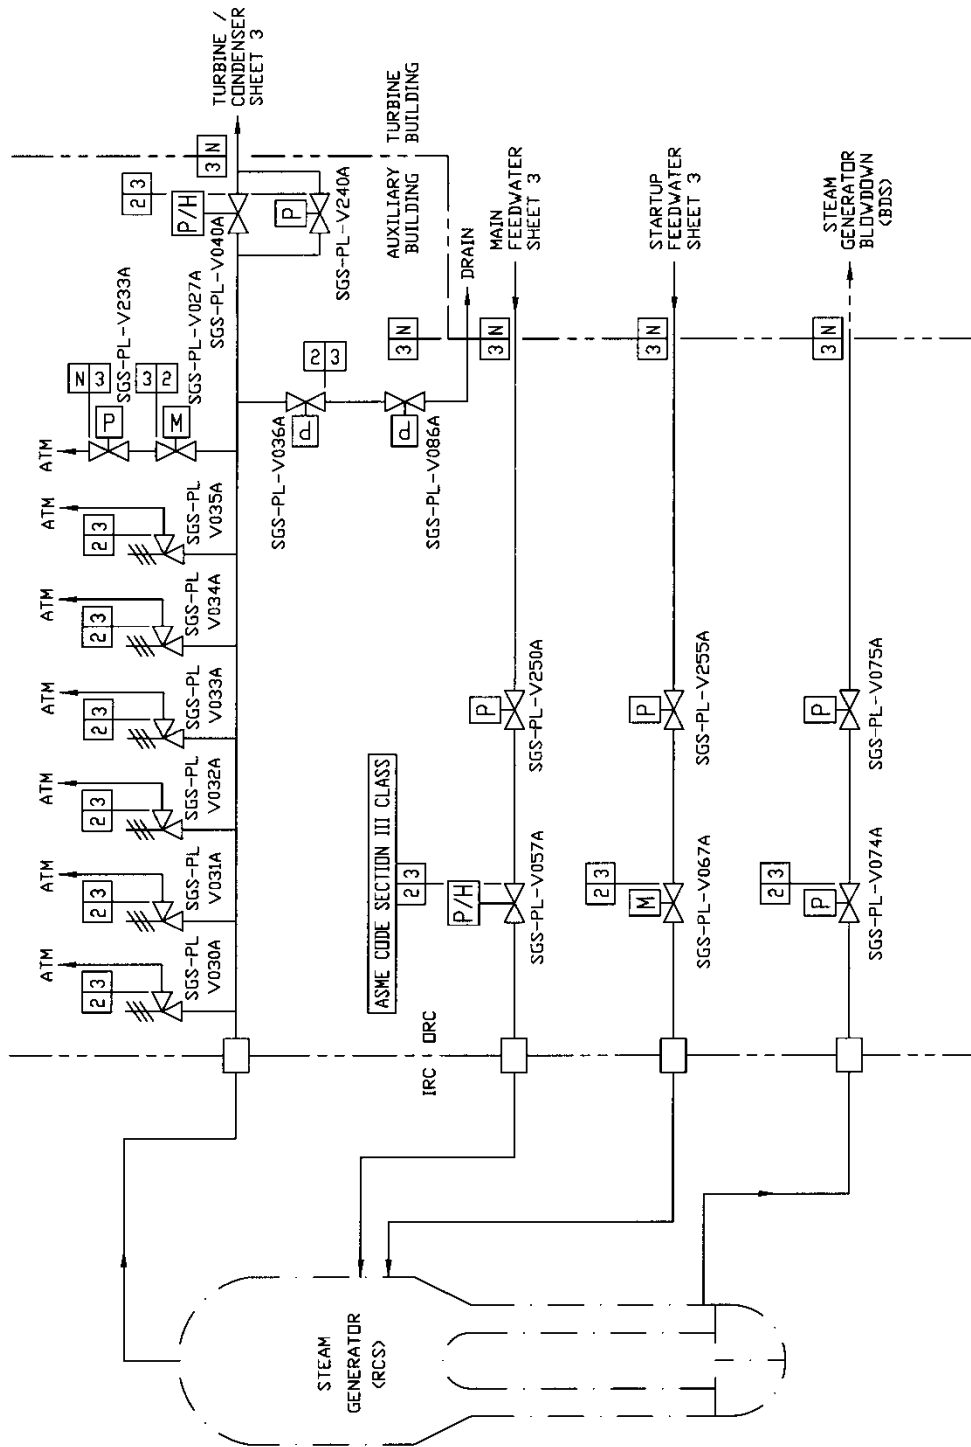 TURBINE /
CONDENSER
SHEET 3
3 N
2 3
P/H
SGS-PL-V040A
P
SGS-PL-V240A
TURBINE
BUILDING
AUXILIARY
BUILDING
ATM
N 3
P
SGS-PL-V233A
3 2
M
SGS-PL-V027A
ATM
2 3
SGS-PL
V035A
ATM
2 3
SGS-PL
V034A
ATM
2 3
SGS-PL
V033A
ATM
2 3
SGS-PL
V032A
ATM
2 3
SGS-PL
V031A
ATM
2 3
SGS-PL
V030A
2 3
P
SGS-PL-V036A
P
SGS-PL-V086A
DRAIN
3 N
3 N
MAIN
FEEDWATER
SHEET 3
P
SGS-PL-V250A
ASME CODE SECTION III CLASS
2 3
P/H
SGS-PL-V057A
STARTUP
FEEDWATER
SHEET 3
3 N
P
SGS-PL-V255A
2 3
M
SGS-PL-V067A
STEAM
GENERATOR
BLOWDOWN
(BDS)
3 N
P
SGS-PL-V075A
2 3
P
SGS-PL-V074A
IRC
ORC
STEAM
GENERATOR
(RCS)